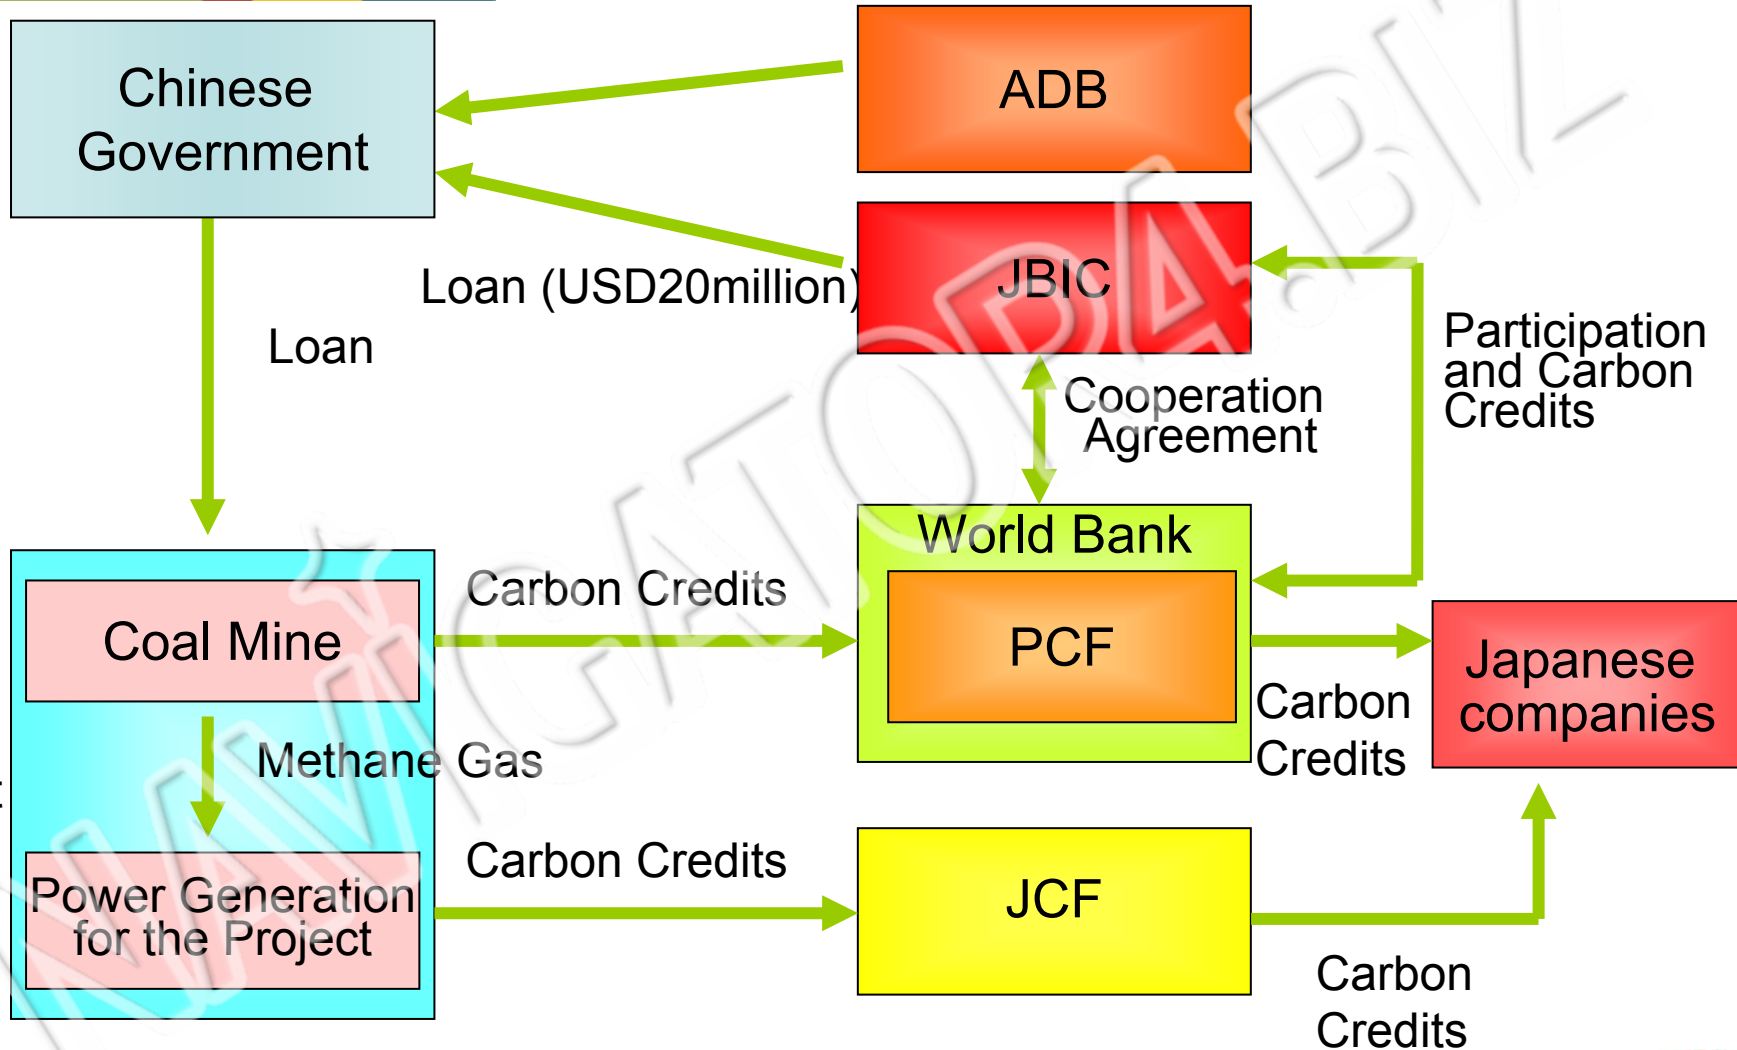 Chinese
Government
ADB
JBIC
Loan (USD20million)
Loan
Participation
and Carbon
Credits
Cooperation
Agreement
World Bank
PCF
Carbon Credits
Coal Mine
Japanese
companies
Carbon
Credits
Methane Gas
Power Generation
for the Project
Carbon Credits
JCF
Carbon
Credits
NAVIGATOR4.BIZ